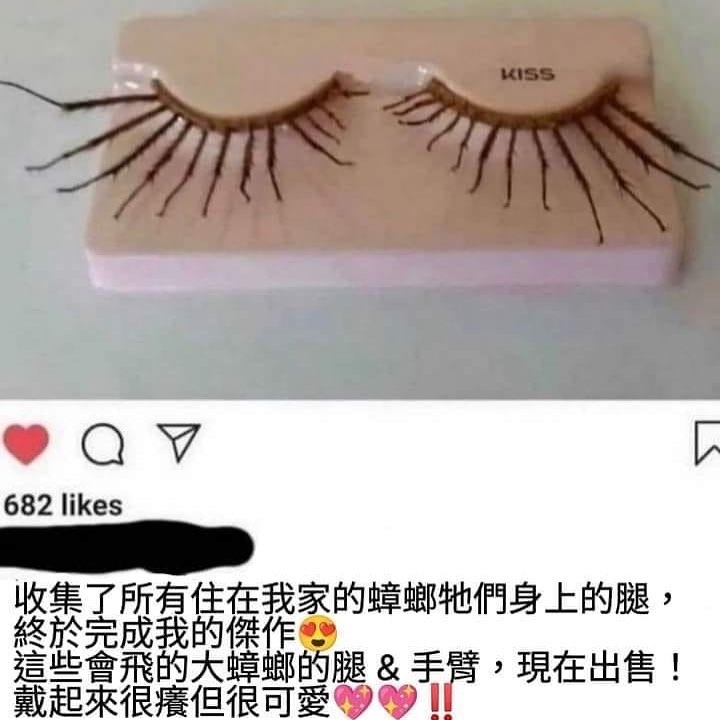 KISS
682 likes
收集了所有住在我家的蟑螂牠們身上的腿，
終於完成我的傑作😍
這些會飛的大蟑螂的腿 & 手臂，現在出售！
戴起來很癢但很可愛💖💖‼️